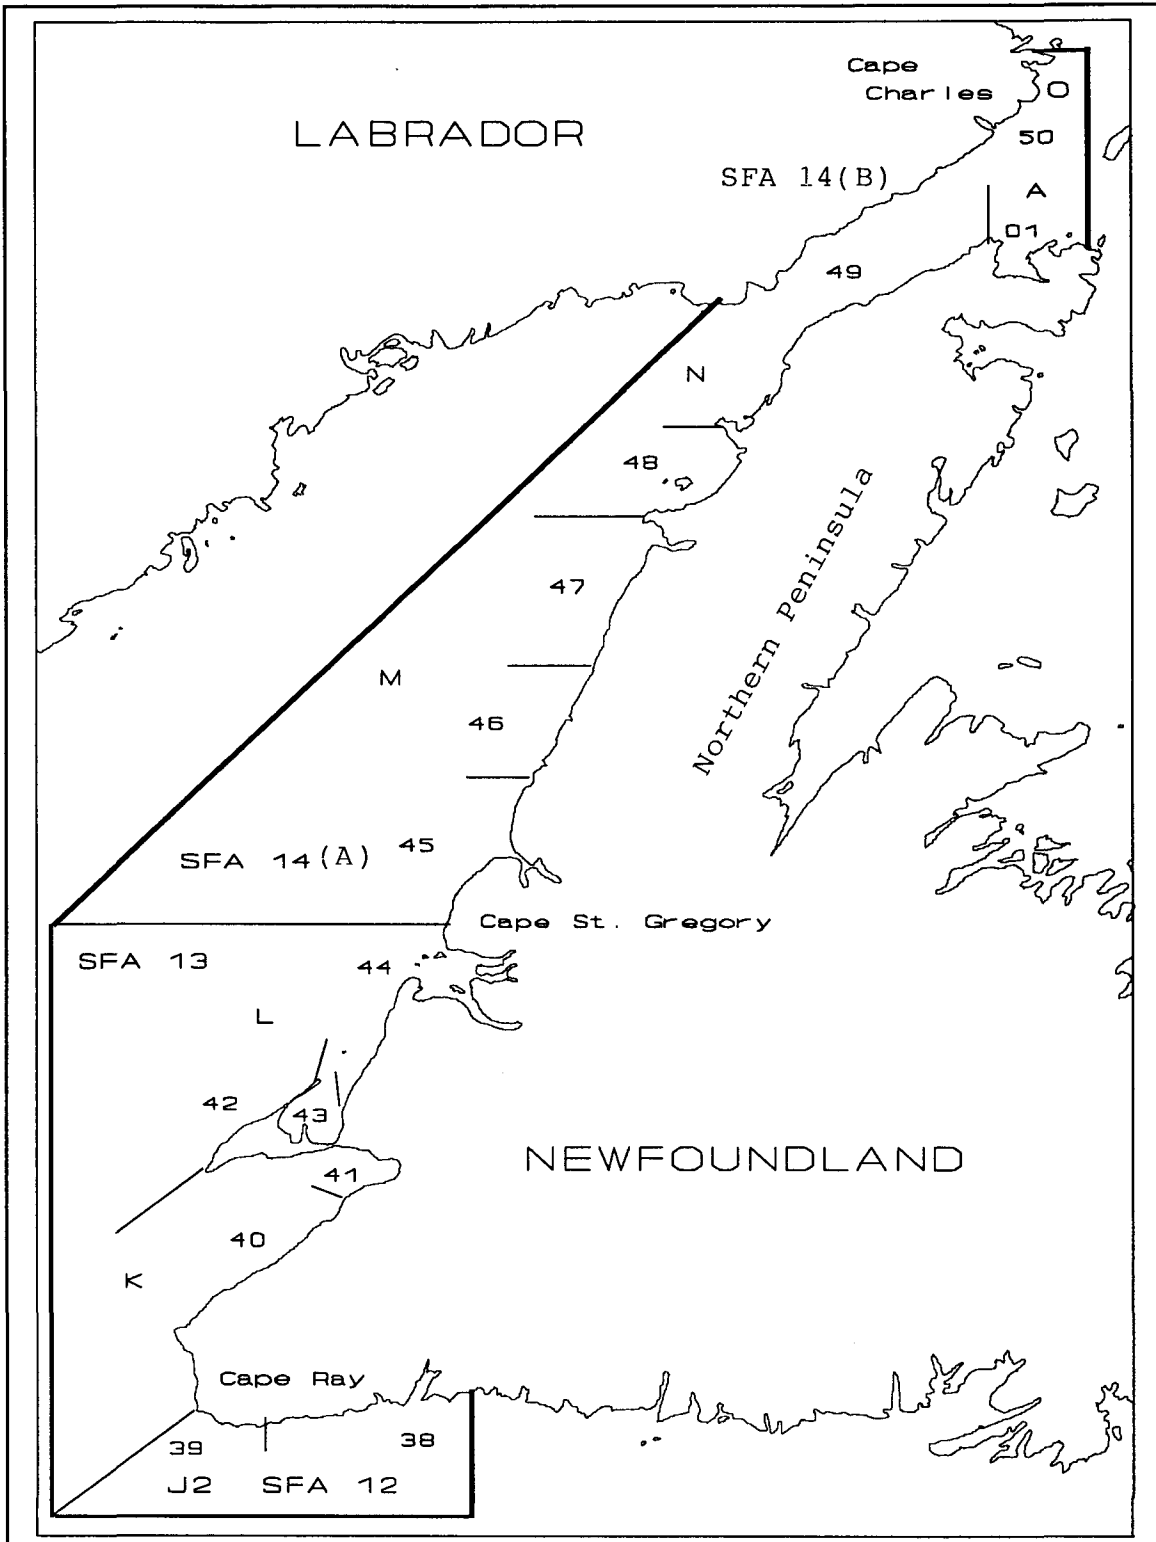 Cape
Charles
O
LABRADOR
50
SFA 14(B)
A
01
49
N
48
Northern Peninsula
47
M
46
45
SFA 14(A)
Cape St. Gregory
SFA 13
44
L
42
43
NEWFOUNDLAND
41
40
K
Cape Ray
39
38
J2
SFA 12